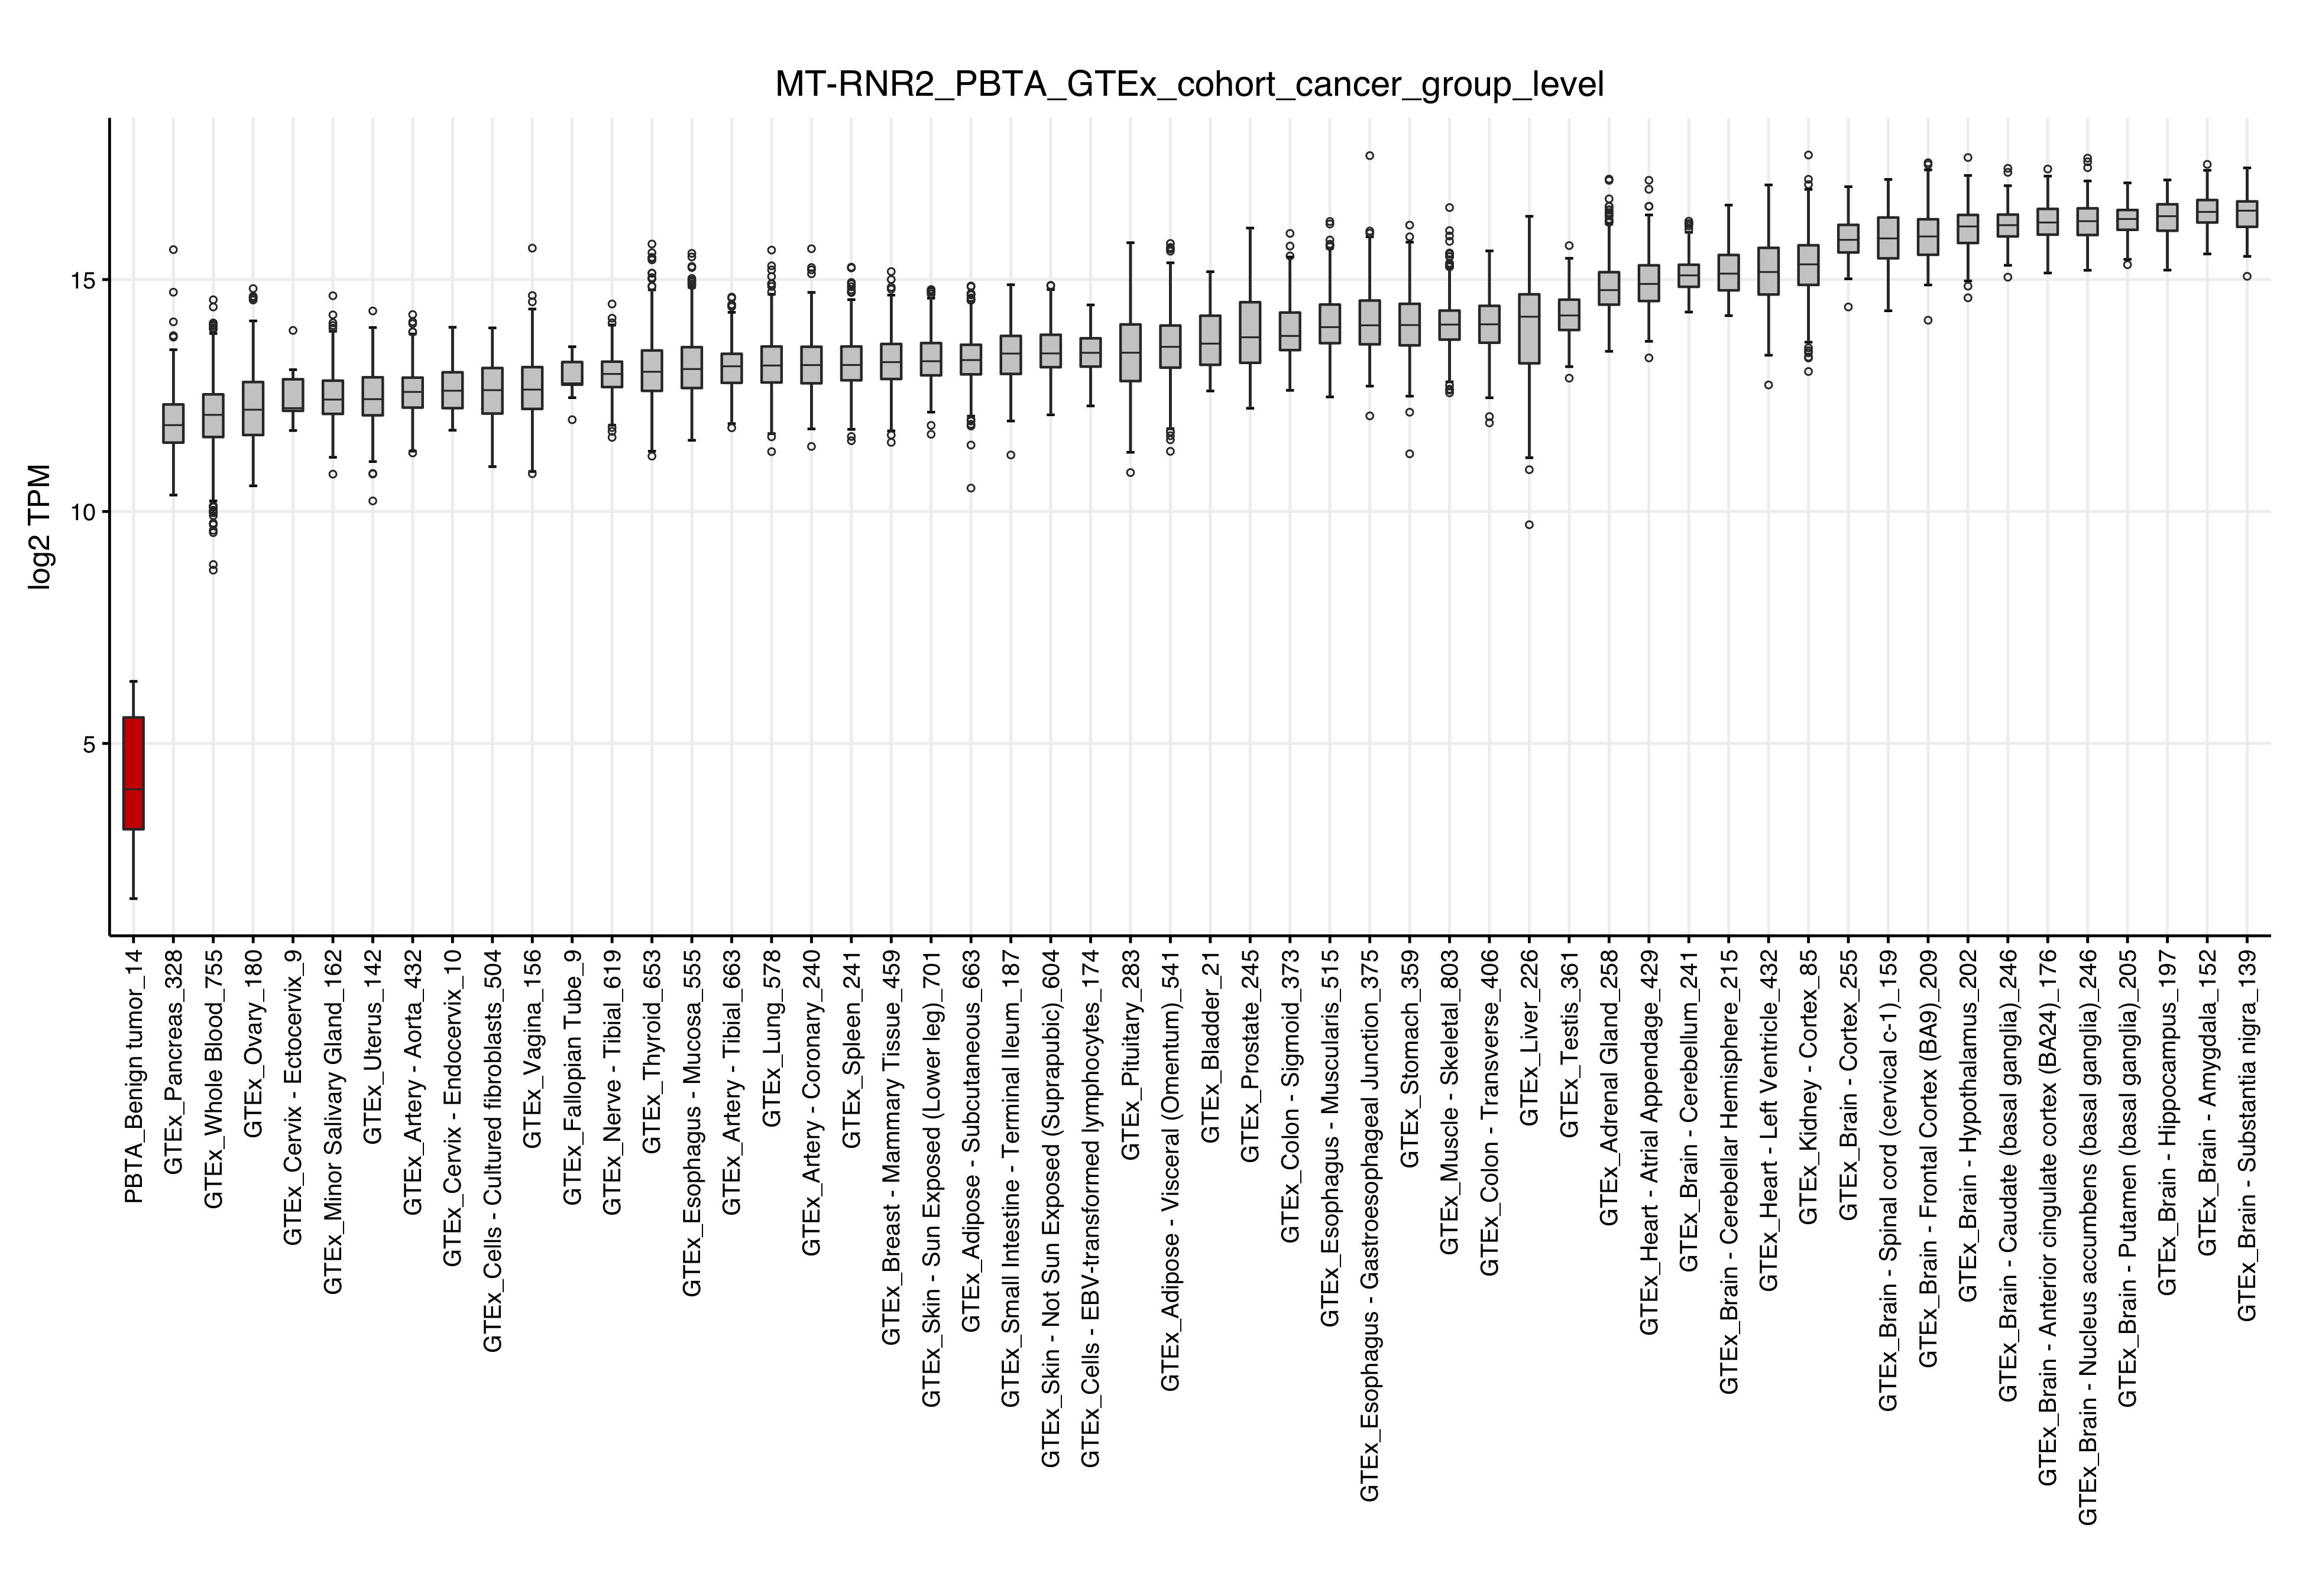 MT-RNR2_PBTA_GTEx_cohort_cancer_group_level
log2 TPM
15
10
5
PBTA_Benign tumor_14
GTEx_Pancreas_328
GTEx_Whole Blood_755
GTEx_Ovary_180
GTEx_Cervix - Ectocervix_9
GTEx_Minor Salivary Gland_162
GTEx_Uterus_142
GTEx_Artery - Aorta_432
GTEx_Cervix - Endocervix_10
GTEx_Cells - Cultured fibroblasts_504
GTEx_Vagina_156
GTEx_Fallopian Tube_9
GTEx_Nerve - Tibial_619
GTEx_Thyroid_653
GTEx_Esophagus - Mucosa_555
GTEx_Artery - Tibial_663
GTEx_Lung_578
GTEx_Artery - Coronary_240
GTEx_Spleen_241
GTEx_Breast - Mammary Tissue_459
GTEx_Skin - Sun Exposed (Lower leg)_701
GTEx_Adipose - Subcutaneous_663
GTEx_Small Intestine - Terminal Ileum_187
GTEx_Skin - Not Sun Exposed (Suprapubic)_604
GTEx_Cells - EBV-transformed lymphocytes_174
GTEx_Pituitary_283
GTEx_Adipose - Visceral (Omentum)_541
GTEx_Bladder_21
GTEx_Prostate_245
GTEx_Colon - Sigmoid_373
GTEx_Esophagus - Muscularis_515
GTEx_Esophagus - Gastroesophageal Junction_375
GTEx_Stomach_359
GTEx_Muscle - Skeletal_803
GTEx_Colon - Transverse_406
GTEx_Liver_226
GTEx_Testis_361
GTEx_Adrenal Gland_258
GTEx_Heart - Atrial Appendage_429
GTEx_Brain - Cerebellum_241
GTEx_Brain - Cerebellar Hemisphere_215
GTEx_Heart - Left Ventricle_432
GTEx_Kidney - Cortex_85
GTEx_Brain - Cortex_255
GTEx_Brain - Spinal cord (cervical c-1)_159
GTEx_Brain - Frontal Cortex (BA9)_209
GTEx_Brain - Hypothalamus_202
GTEx_Brain - Caudate (basal ganglia)_246
GTEx_Brain - Anterior cingulate cortex (BA24)_176
GTEx_Brain - Nucleus accumbens (basal ganglia)_246
GTEx_Brain - Putamen (basal ganglia)_205
GTEx_Brain - Hippocampus_197
GTEx_Brain - Amygdala_152
GTEx_Brain - Substantia nigra_139